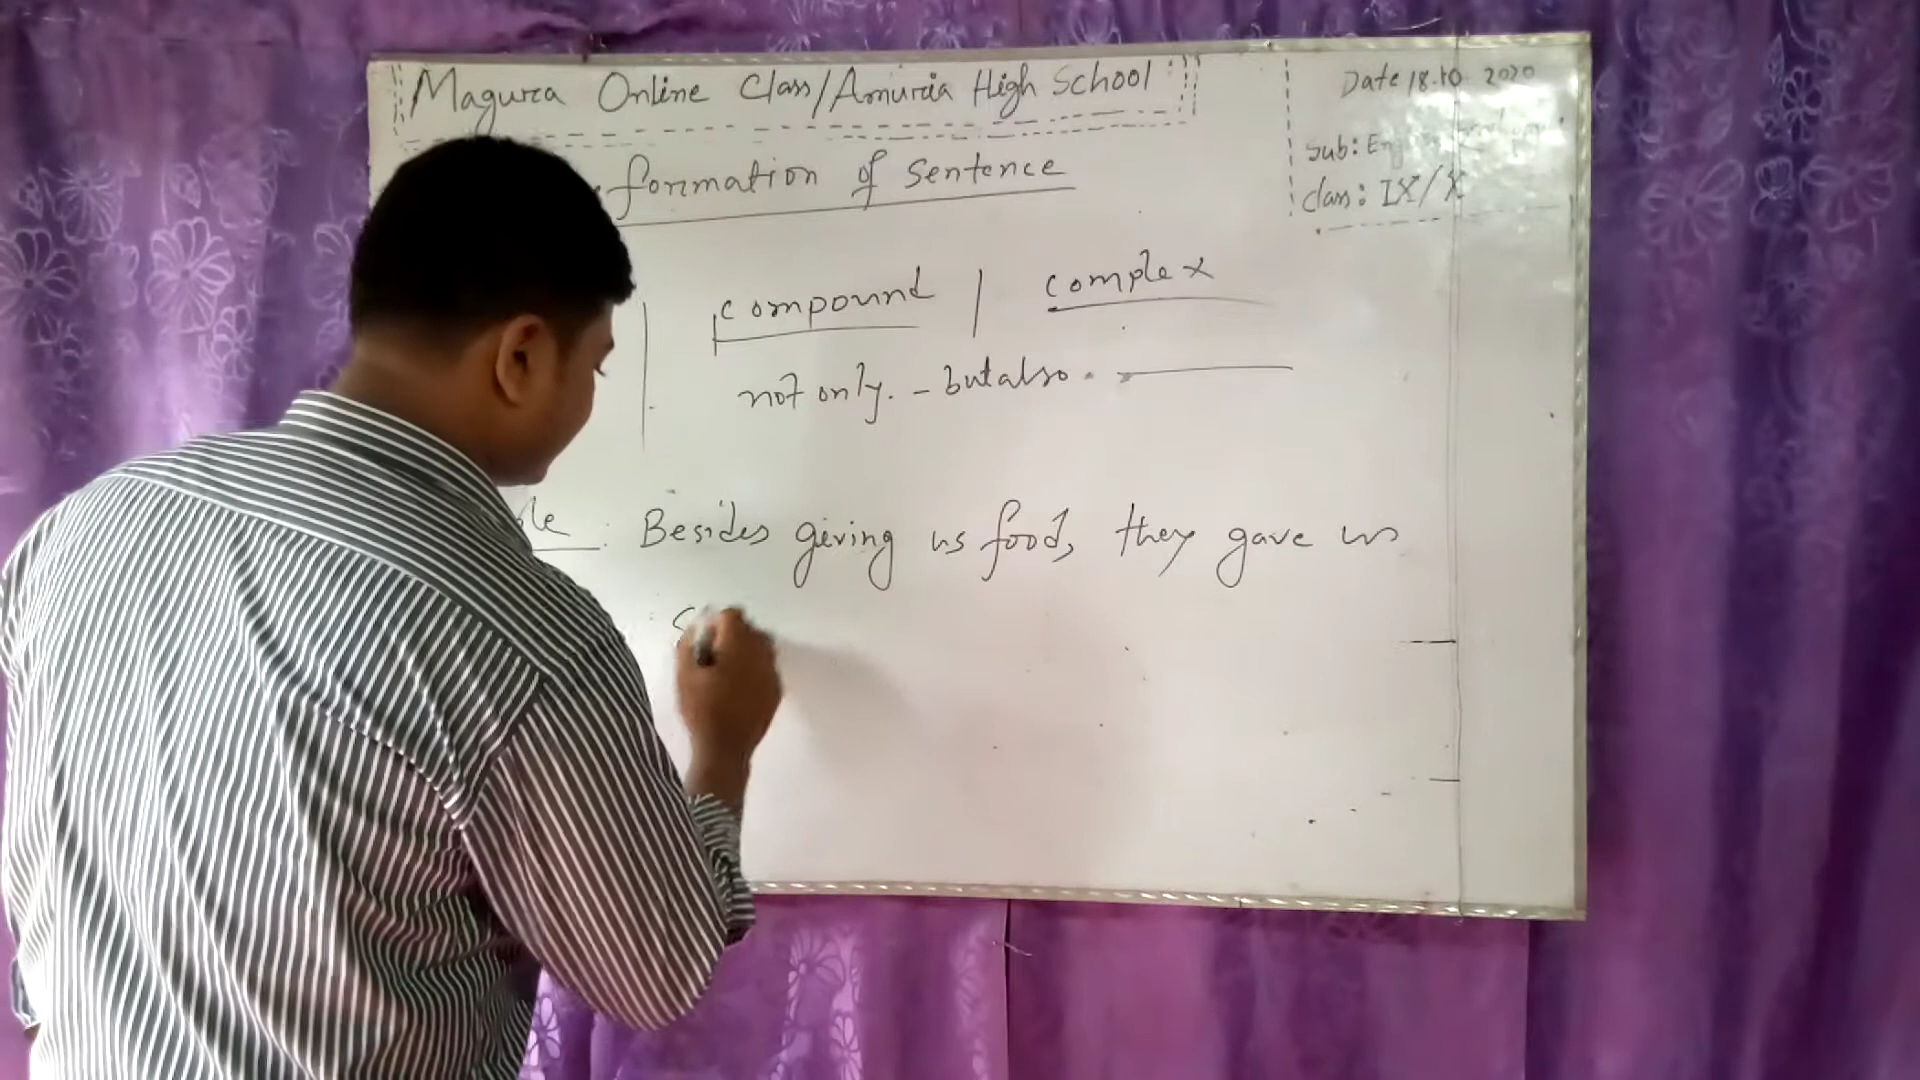 Magura Online Class/Amuria High School
Date 18.10 2020
Sub:
Class: IX/X
formation of Sentence
compound | complex
not only. - but also.
Besides giving us food, they gave us